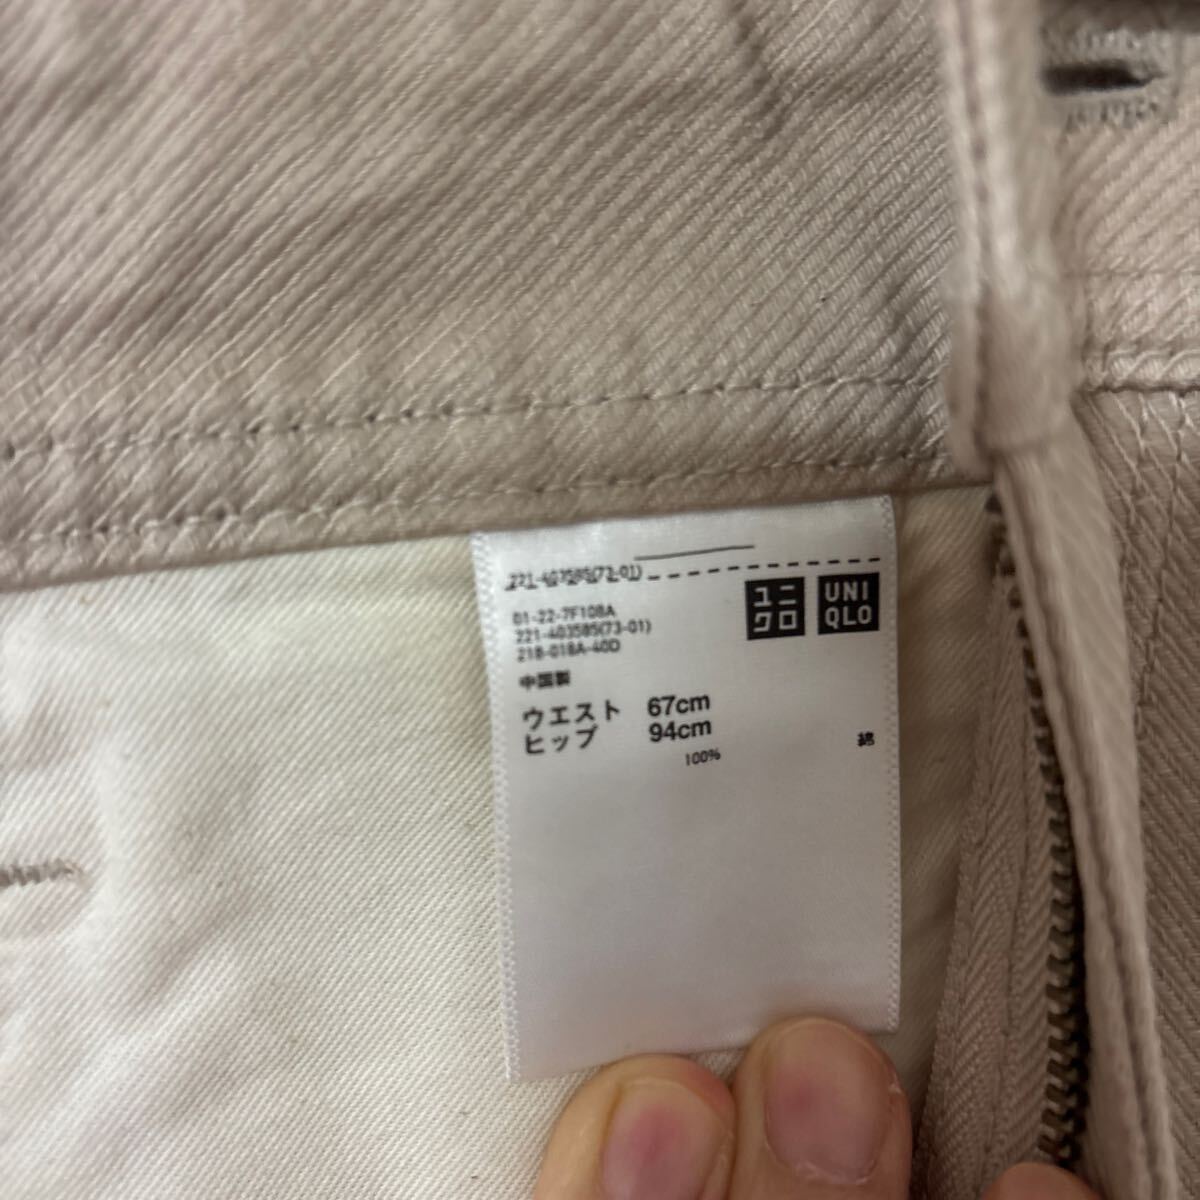 221-403585(73-01)
ユニクロ
UNIQLO
01-22-7F108A
221-403585(73-01)
218-018A-40D
中国製
ウエスト 67cm
ヒップ 94cm
100% 綿